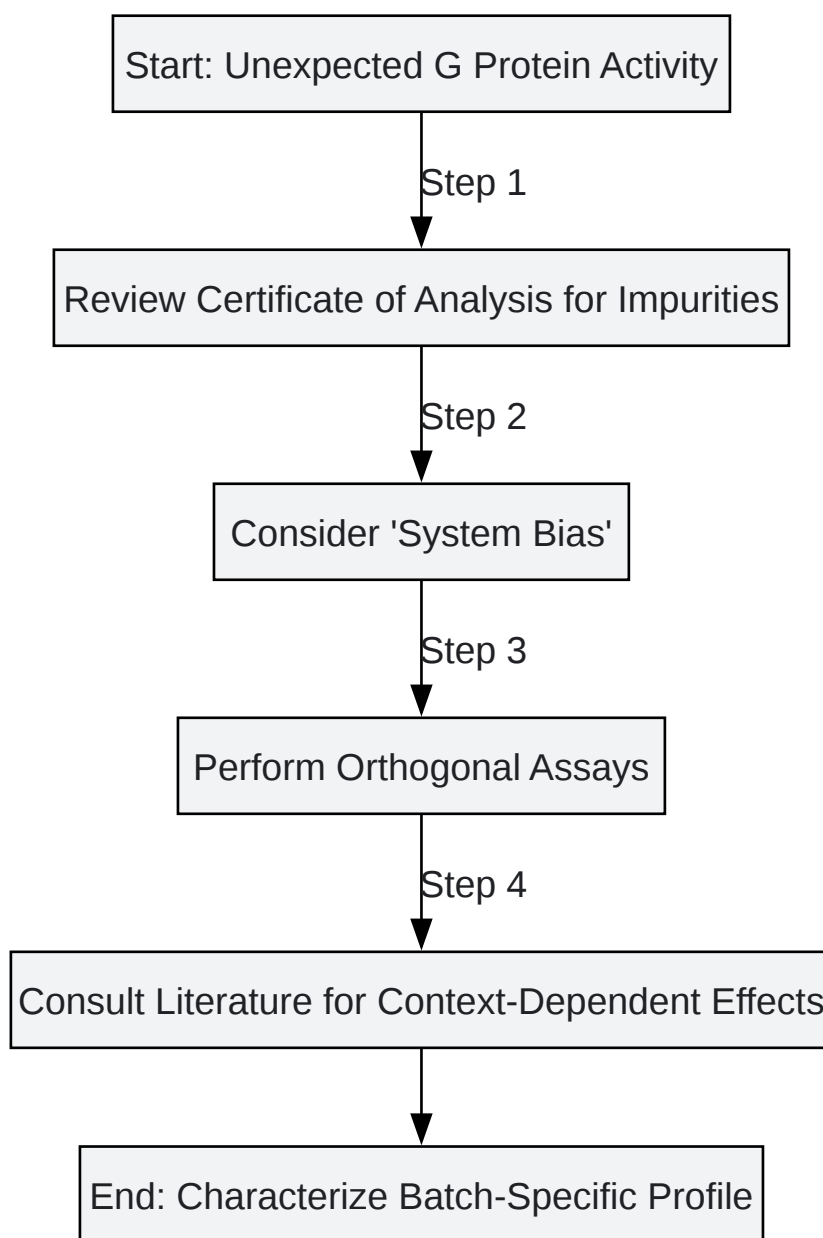 Start: Unexpected G Protein Activity
Step 1
Review Certificate of Analysis for Impurities
Step 2
Consider 'System Bias'
Step 3
Perform Orthogonal Assays
Step 4
Consult Literature for Context-Dependent Effects
End: Characterize Batch-Specific Profile